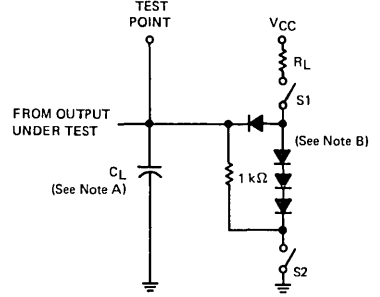 TEST
POINT
VCC
RL
S1
FROM OUTPUT
UNDER TEST
(See Note B)
CL
(See Note A)
1 kΩ
S2